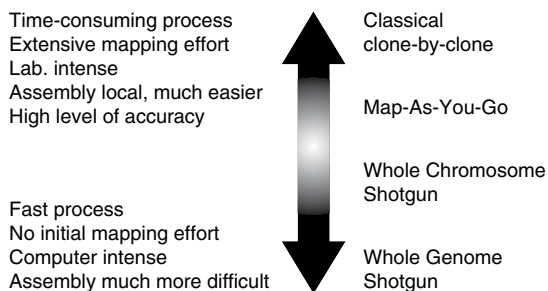 Time-consuming process
Extensive mapping effort
Lab. intense
Assembly local, much easier
High level of accuracy
Fast process
No initial mapping effort
Computer intense
Assembly much more difficult
Classical
clone-by-clone
Map-As-You-Go
Whole Chromosome
Shotgun
Whole Genome
Shotgun